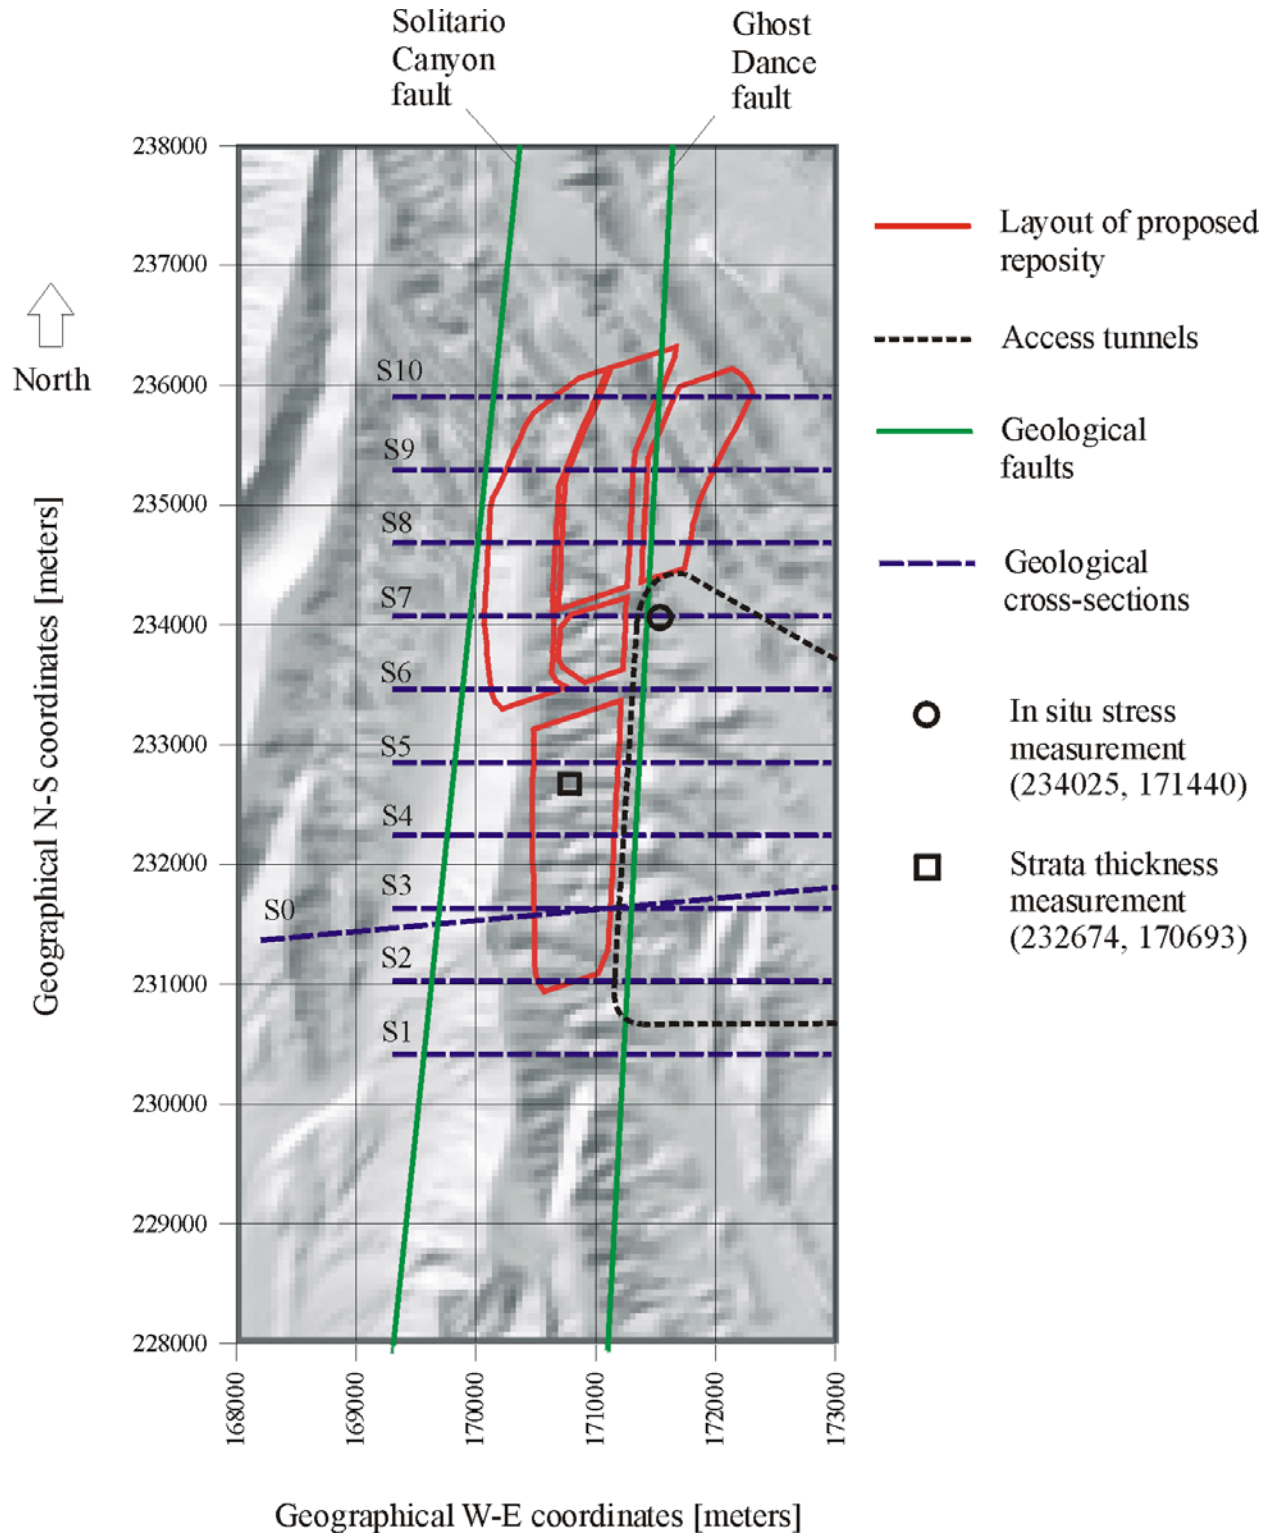 Solitario
Canyon
fault
Ghost
Dance
fault
238000
237000
236000
235000
234000
233000
232000
231000
230000
229000
228000
North
Geographical N-S coordinates [meters]
S10
S9
S8
S7
S6
S5
S4
S3
S0
S2
S1
168000
169000
170000
171000
172000
173000
Geographical W-E coordinates [meters]
Layout of proposed
reposity
Access tunnels
Geological
faults
Geological
cross-sections
In situ stress
measurement
(234025, 171440)
Strata thickness
measurement
(232674, 170693)